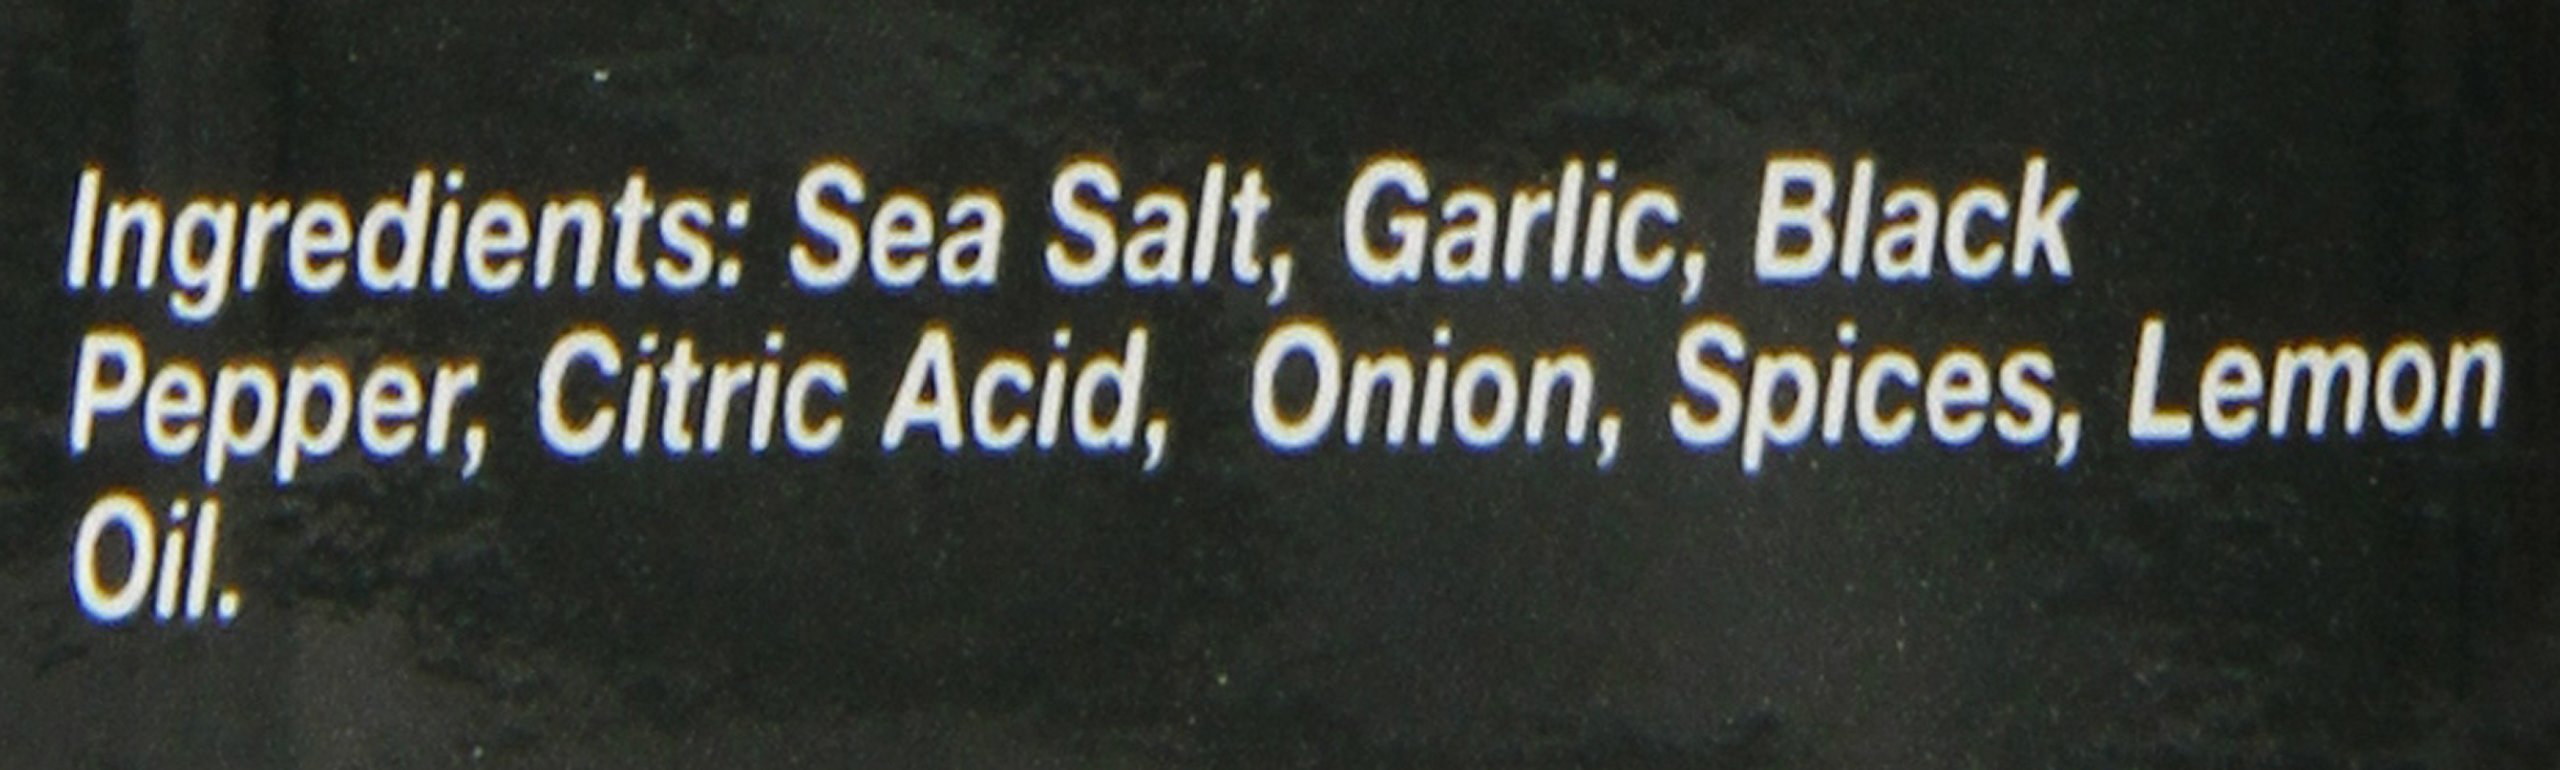 Ingredients: Sea Salt, Garlic, Black
Pepper, Citric Acid,  Onion, Spices, Lemon
Oil.